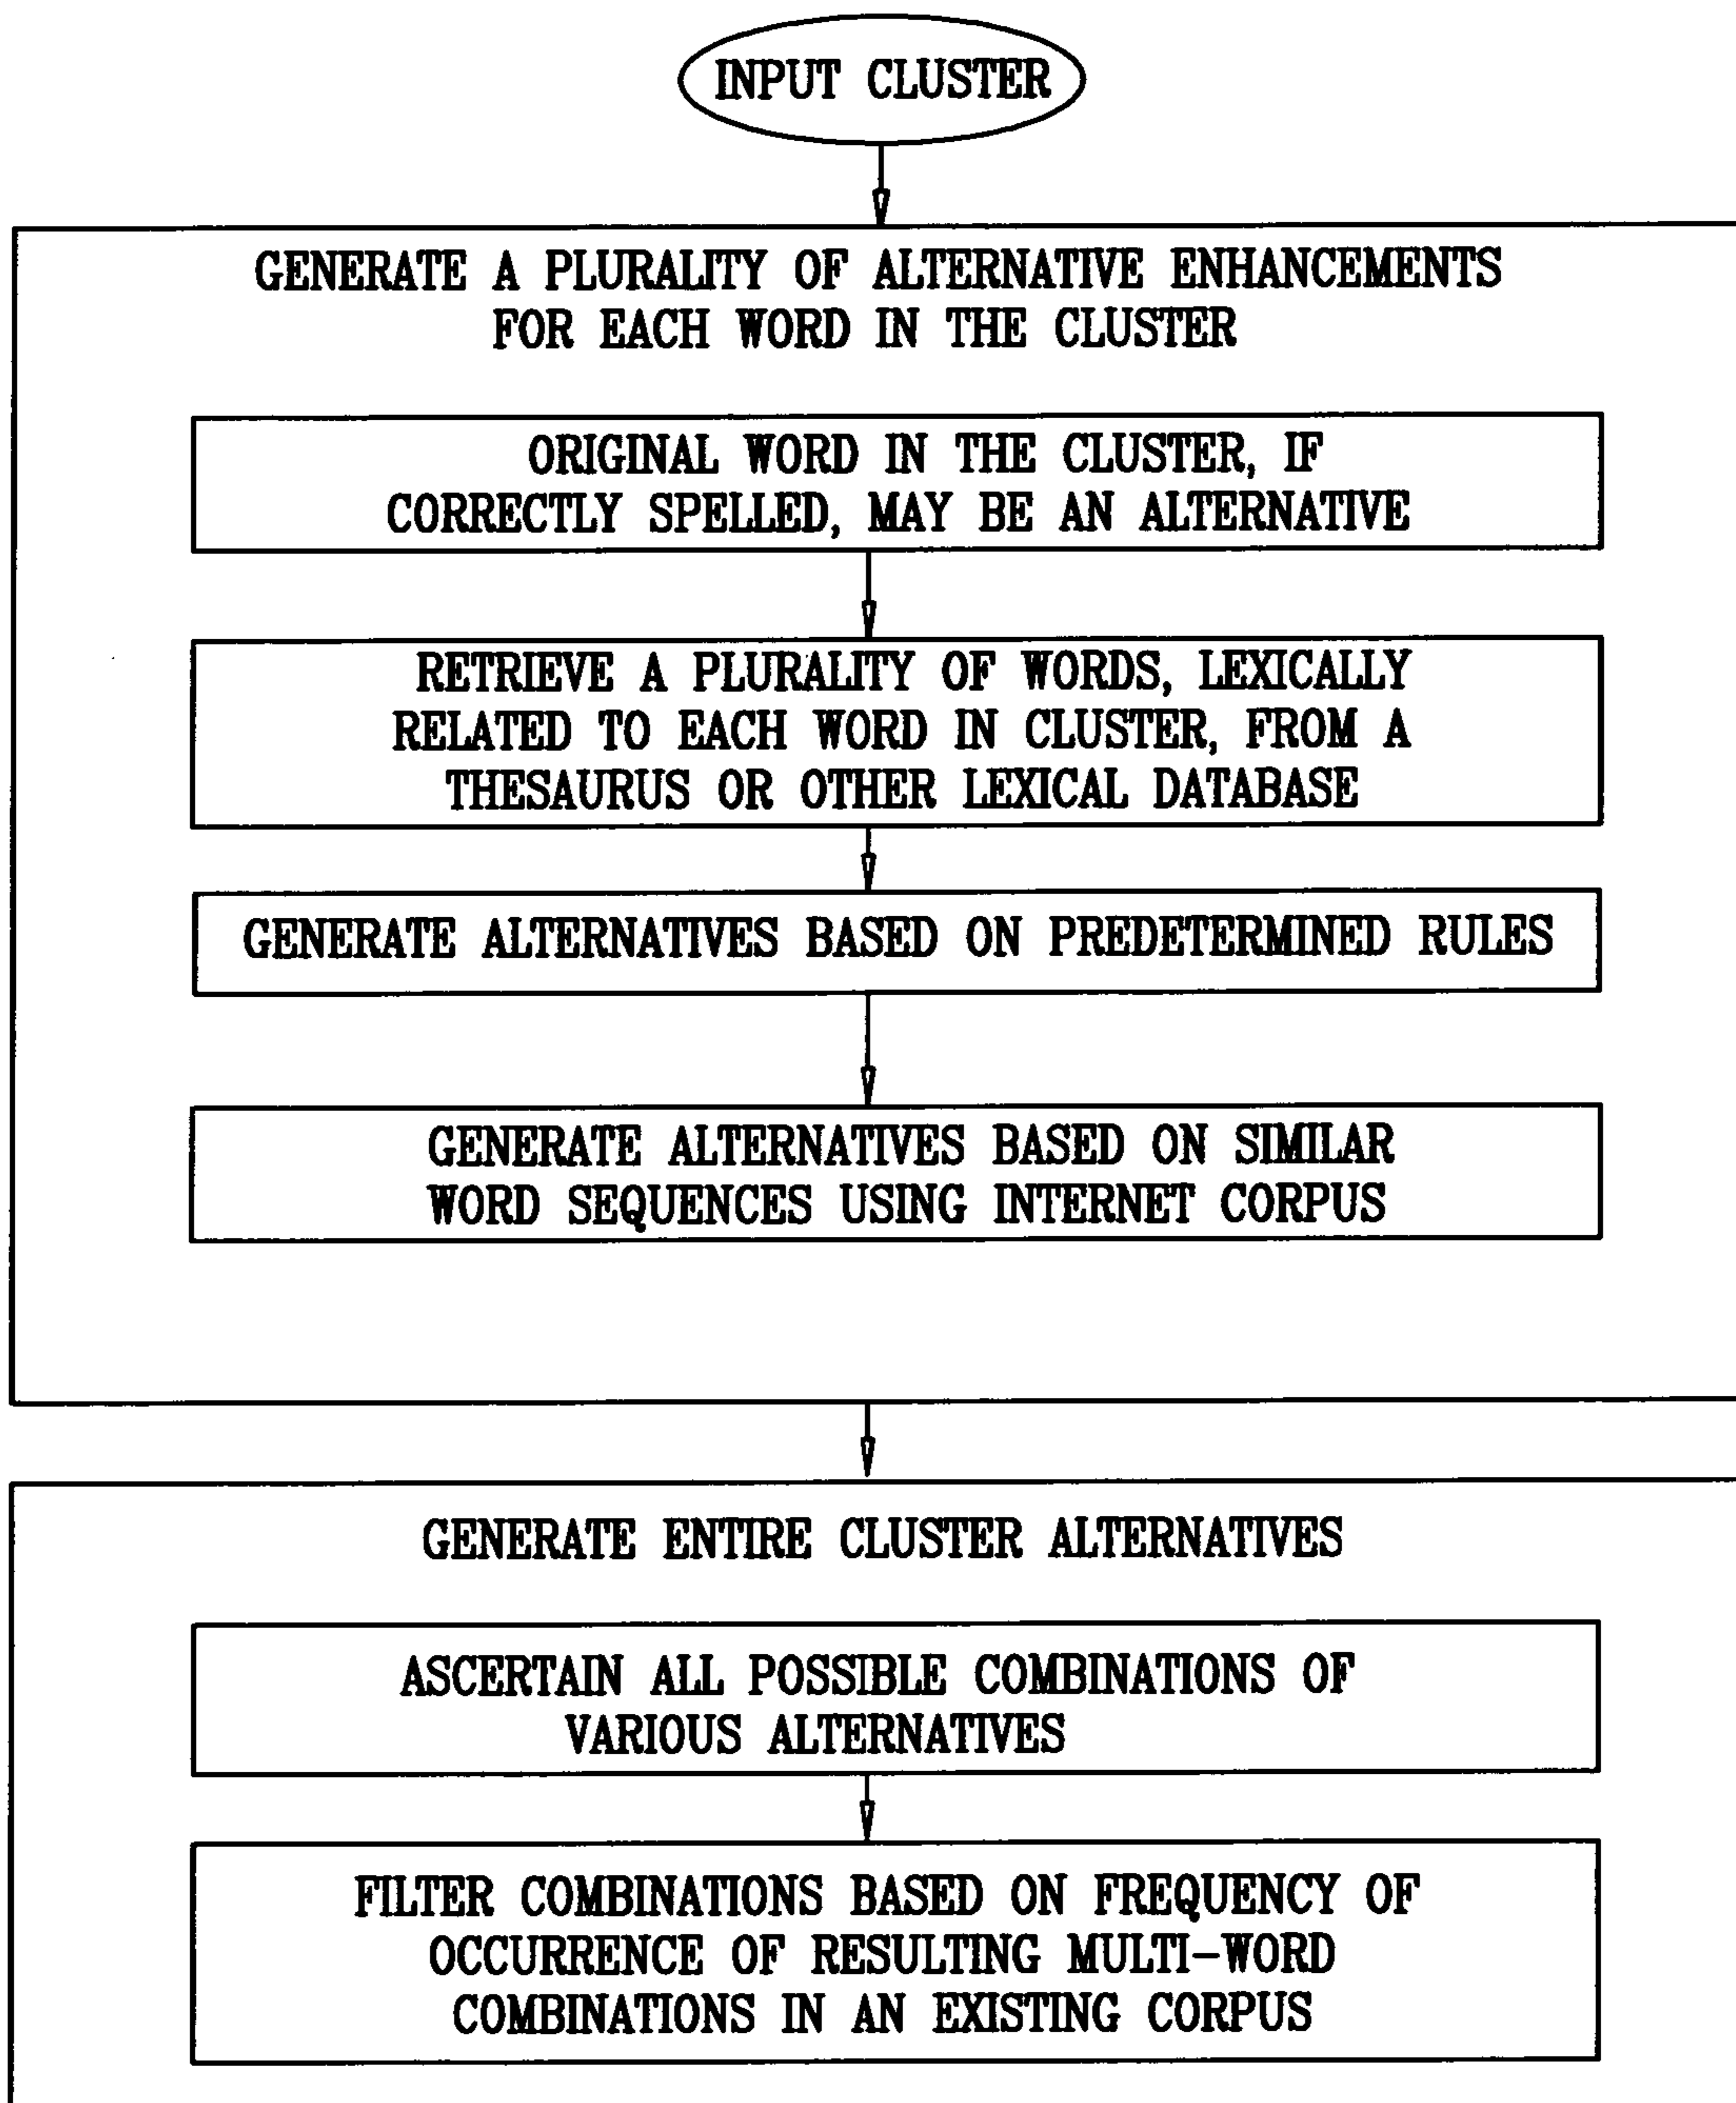 INPUT CLUSTER
GENERATE A PLURALITY OF ALTERNATIVE ENHANCEMENTS
FOR EACH WORD IN THE CLUSTER
ORIGINAL WORD IN THE CLUSTER, IF
CORRECTLY SPELLED, MAY BE AN ALTERNATIVE
RETRIEVE A PLURALITY OF WORDS, LEXICALLY
RELATED TO EACH WORD IN CLUSTER, FROM A
THESAURUS OR OTHER LEXICAL DATABASE
GENERATE ALTERNATIVES BASED ON PREDETERMINED RULES
GENERATE ALTERNATIVES BASED ON SIMILAR
WORD SEQUENCES USING INTERNET CORPUS
GENERATE ENTIRE CLUSTER ALTERNATIVES
ASCERTAIN ALL POSSIBLE COMBINATIONS OF
VARIOUS ALTERNATIVES
FILTER COMBINATIONS BASED ON FREQUENCY OF
OCCURRENCE OF RESULTING MULTI-WORD
COMBINATIONS IN AN EXISTING CORPUS